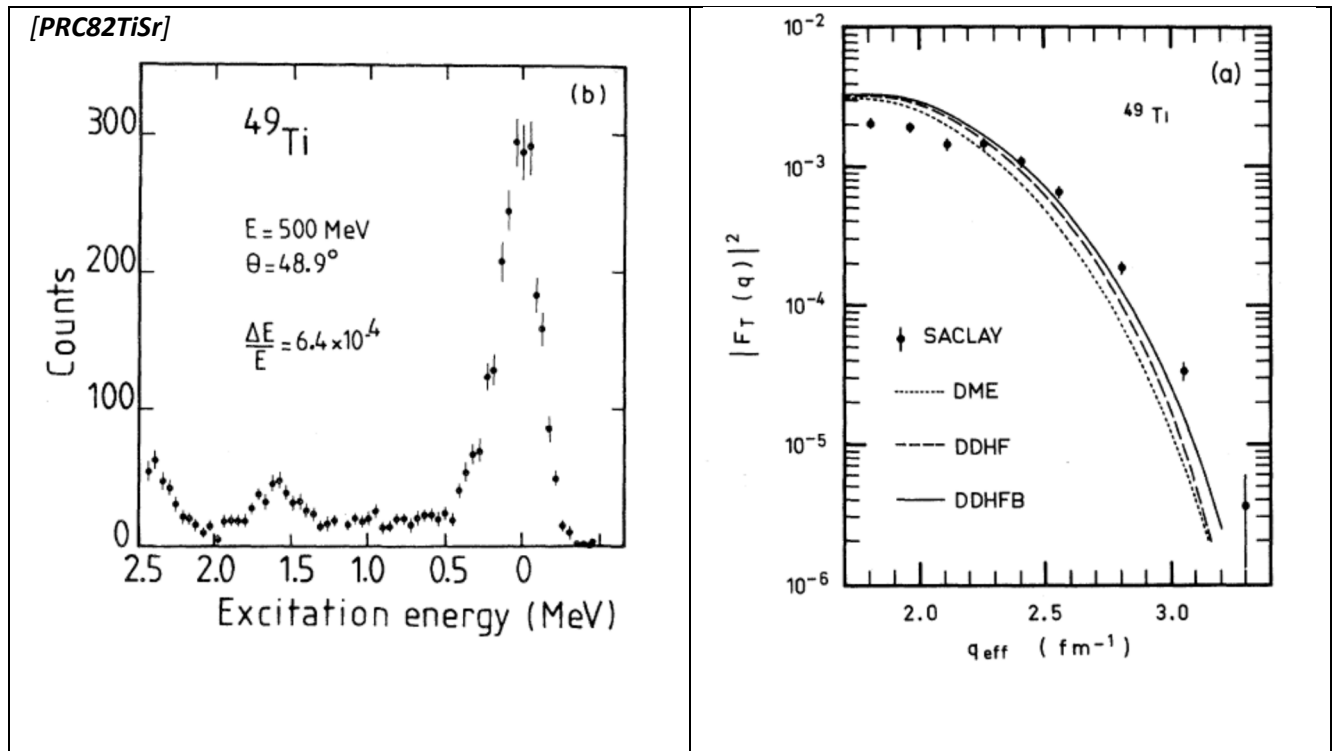 [PRC82TiSr]
(b)
49Ti
E = 500 MeV
θ = 48.9°
ΔE/E = 6.4 x 10-4
Counts
300
200
100
0
2.5 2.0 1.5 1.0 0.5 0
Excitation energy (MeV)
(a)
49 Ti
|FT (q)|2
10-2
10-3
10-4
10-5
10-6
SACLAY
DME
DDHF
DDHFB
2.0 2.5 3.0
qeff ( fm-1 )